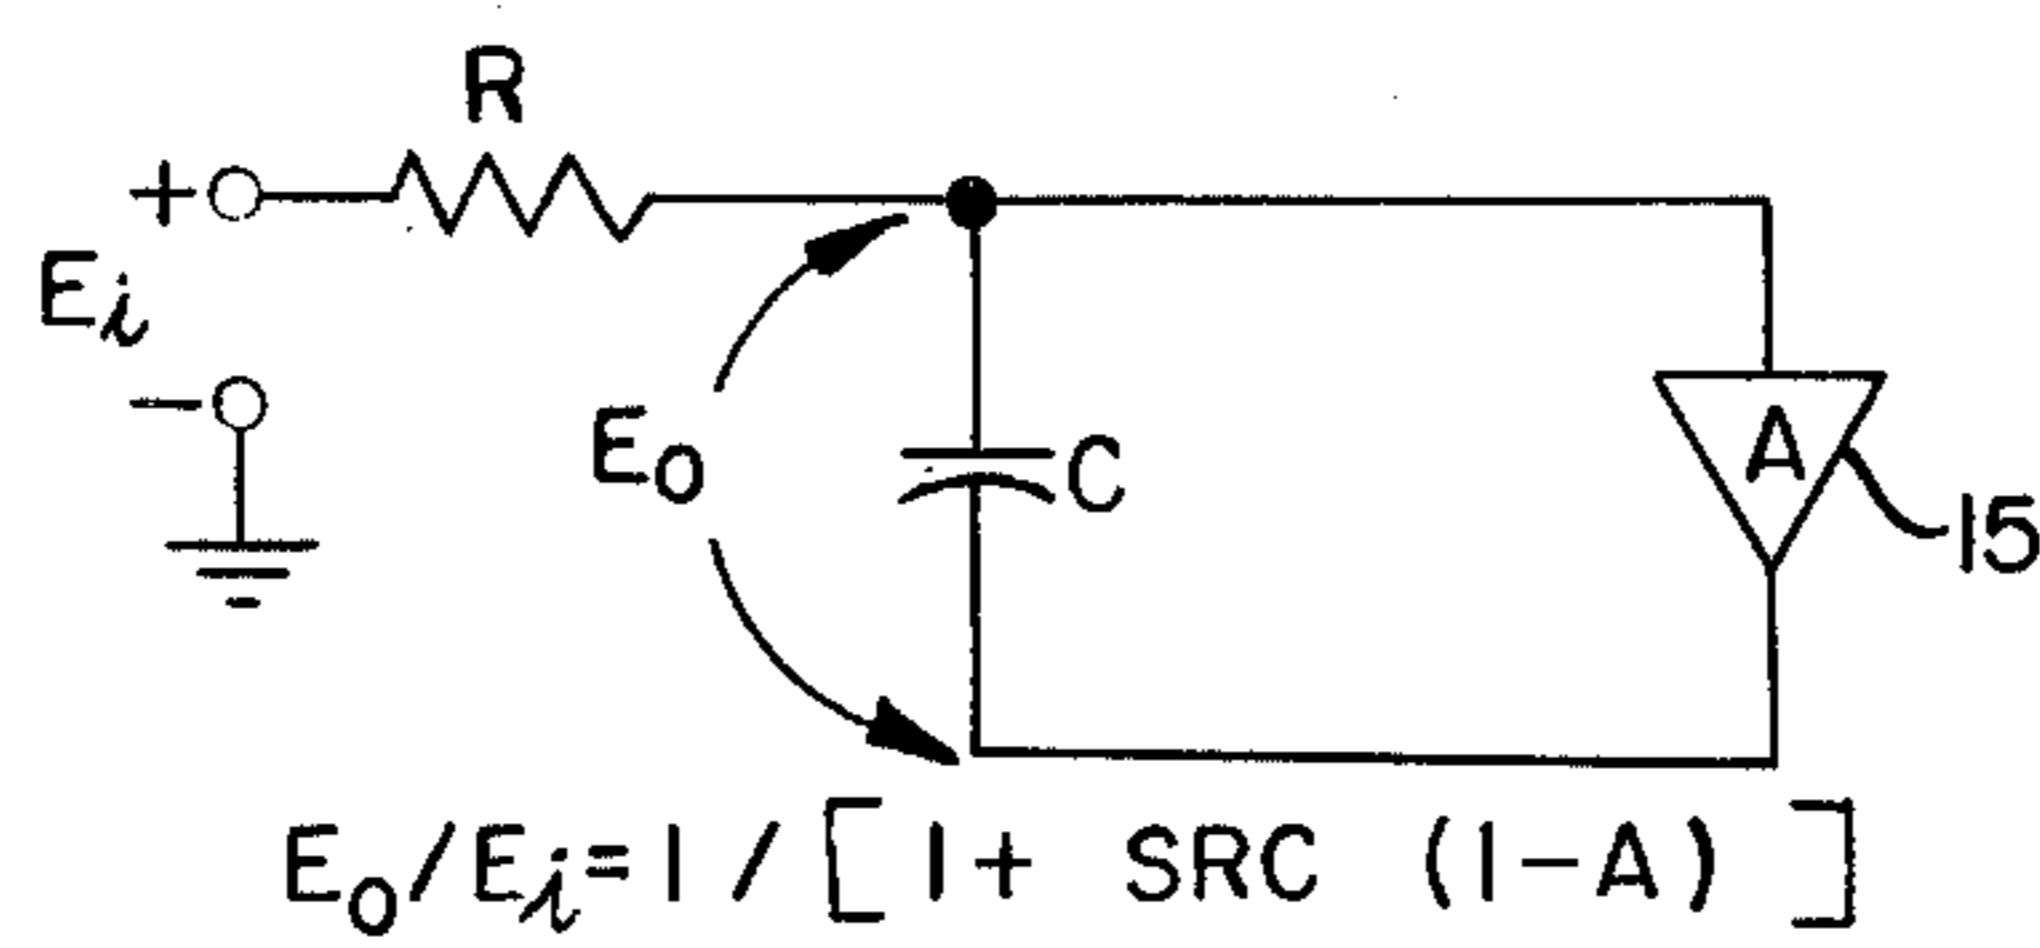 R
+
Ei
−
Eo
C
A
15
Eo/Ei = 1 / [1 + SRC (1 − A)]